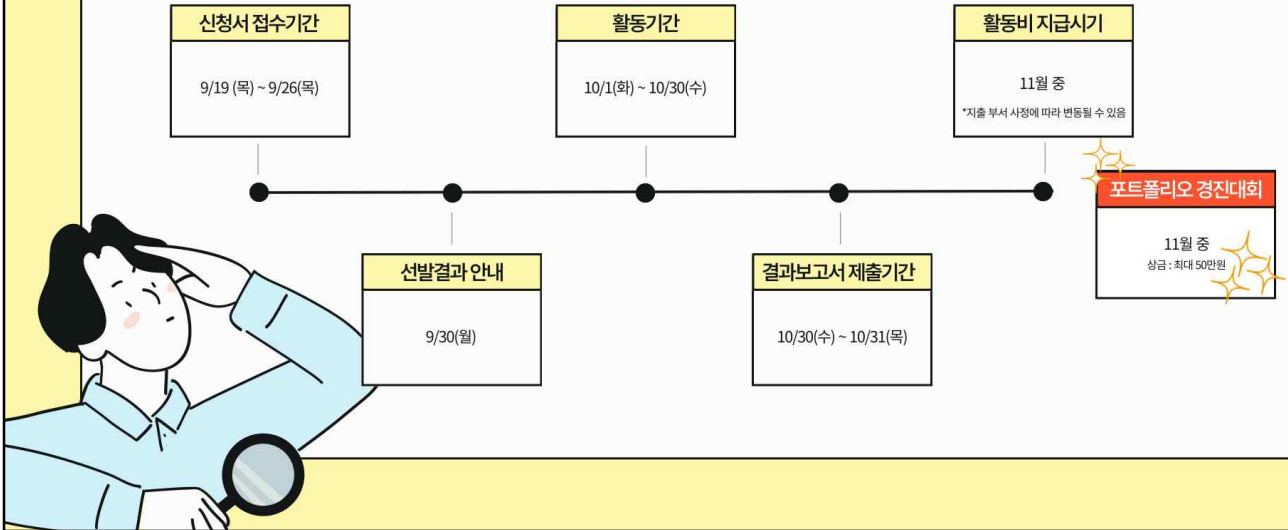 신청서 접수기간
9/19 (목) ~ 9/26(목)
선발결과 안내
9/30(월)
활동기간
10/1(화) ~ 10/30(수)
결과보고서 제출기간
10/30(수) ~ 10/31(목)
활동비 지급시기
11월 중
*지출 부서 사정에 따라 변동될 수 있음
포트폴리오 경진대회
11월 중
상금 : 최대 50만원